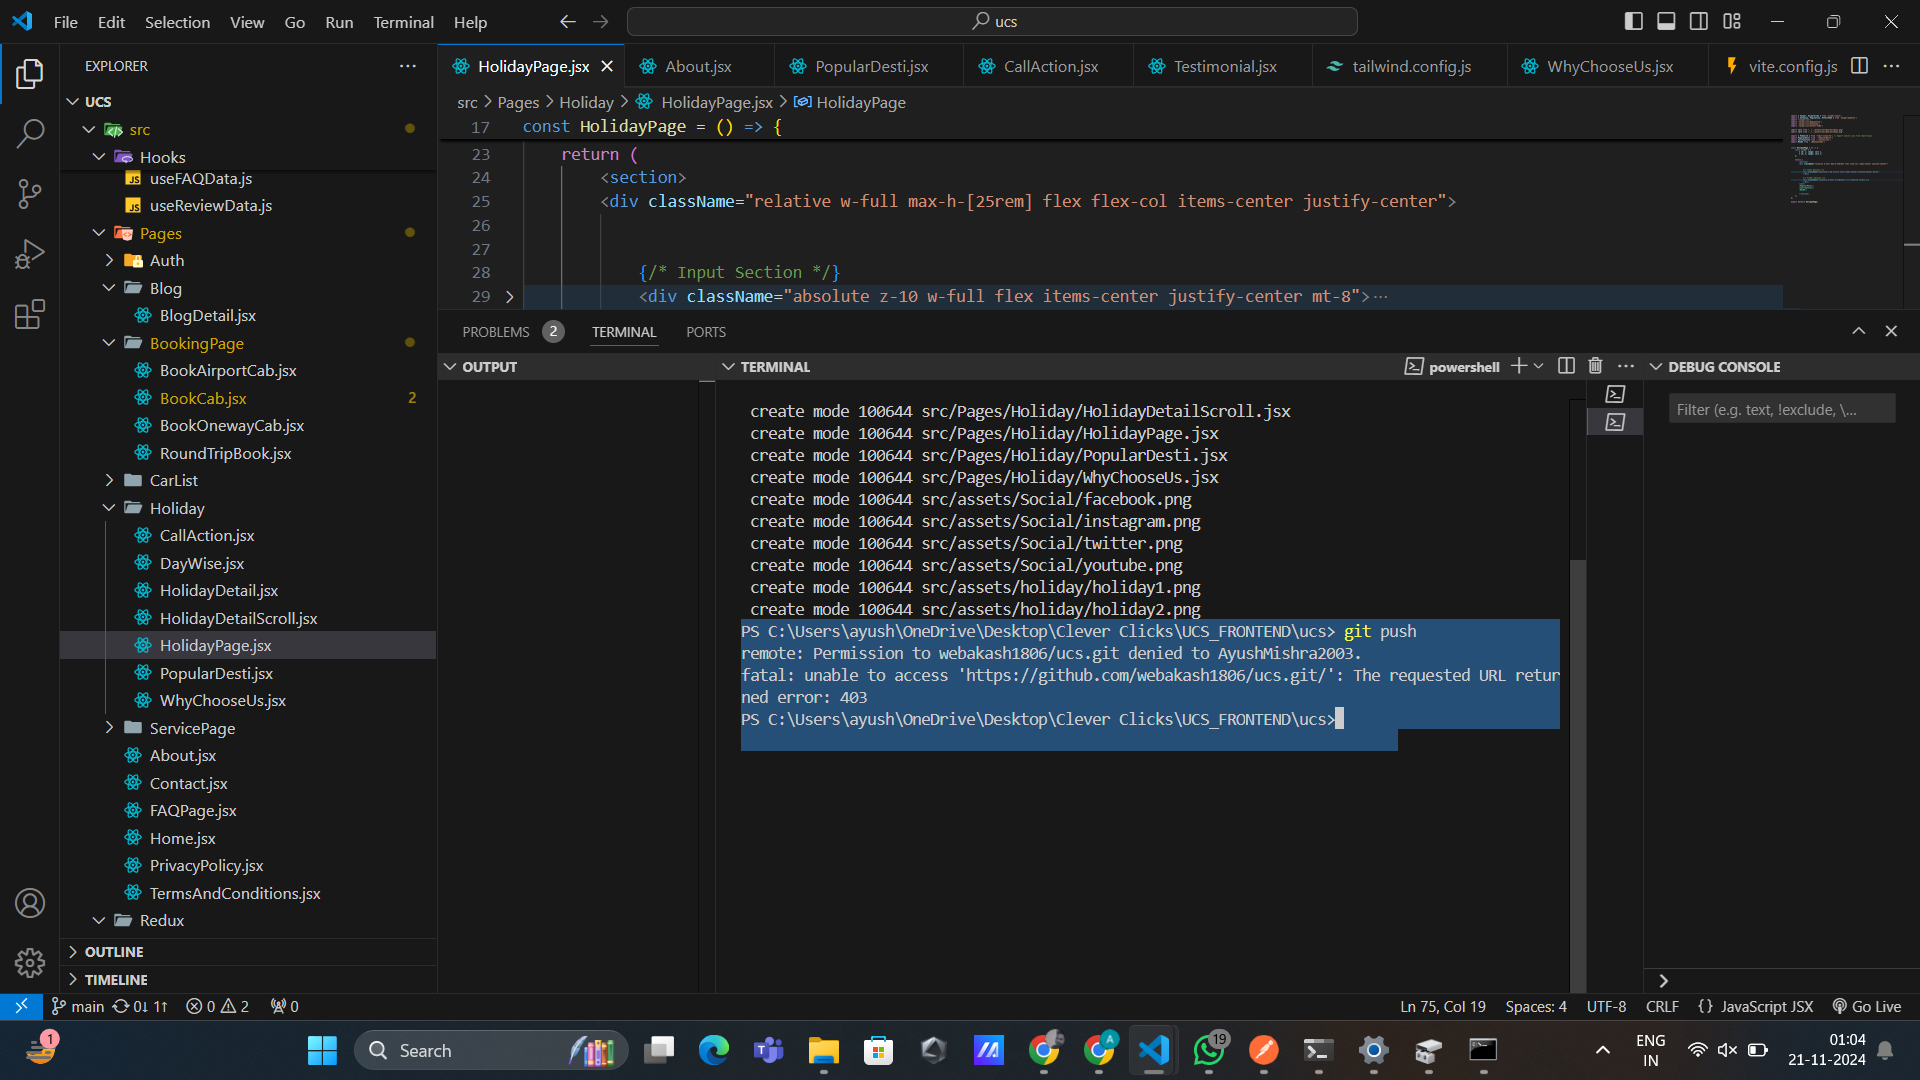 File Edit Selection View Go Run Terminal Help
ucs
EXPLORER
UCS
src
Hooks
useFAQData.js
useReviewData.js
Pages
Auth
Blog
BlogDetail.jsx
BookingPage
BookAirportCab.jsx
BookCab.jsx 2
BookOnewayCab.jsx
RoundTripBook.jsx
CarList
Holiday
CallAction.jsx
DayWise.jsx
HolidayDetail.jsx
HolidayDetailScroll.jsx
HolidayPage.jsx
PopularDesti.jsx
WhyChooseUs.jsx
ServicePage
About.jsx
Contact.jsx
FAQPage.jsx
Home.jsx
PrivacyPolicy.jsx
TermsAndConditions.jsx
Redux
OUTLINE
TIMELINE
HolidayPage.jsx About.jsx PopularDesti.jsx CallAction.jsx Testimonial.jsx tailwind.config.js WhyChooseUs.jsx vite.config.js
src > Pages > Holiday > HolidayPage.jsx > HolidayPage
17 const HolidayPage = () => {
23 return (
24 <section>
25 <div className="relative w-full max-h-[25rem] flex flex-col items-center justify-center">
26
27
28 {/* Input Section */}
29 <div className="absolute z-10 w-full flex items-center justify-center mt-8">···
PROBLEMS 2 TERMINAL PORTS
OUTPUT
TERMINAL
powershell
create mode 100644 src/Pages/Holiday/HolidayDetailScroll.jsx
create mode 100644 src/Pages/Holiday/HolidayPage.jsx
create mode 100644 src/Pages/Holiday/PopularDesti.jsx
create mode 100644 src/Pages/Holiday/WhyChooseUs.jsx
create mode 100644 src/assets/Social/facebook.png
create mode 100644 src/assets/Social/instagram.png
create mode 100644 src/assets/Social/twitter.png
create mode 100644 src/assets/Social/youtube.png
create mode 100644 src/assets/holiday/holiday1.png
create mode 100644 src/assets/holiday/holiday2.png
PS C:\Users\ayush\OneDrive\Desktop\Clever Clicks\UCS_FRONTEND\ucs> git push
remote: Permission to webakash1806/ucs.git denied to AyushMishra2003.
fatal: unable to access 'https://github.com/webakash1806/ucs.git/': The requested URL retur
ned error: 403
PS C:\Users\ayush\OneDrive\Desktop\Clever Clicks\UCS_FRONTEND\ucs>
DEBUG CONSOLE
Filter (e.g. text, !exclude, \...
main 0↓ 1↑ 0 2 0
Ln 75, Col 19 Spaces: 4 UTF-8 CRLF {} JavaScript JSX Go Live
1
Search
A
19
ENG
IN
01:04
21-11-2024